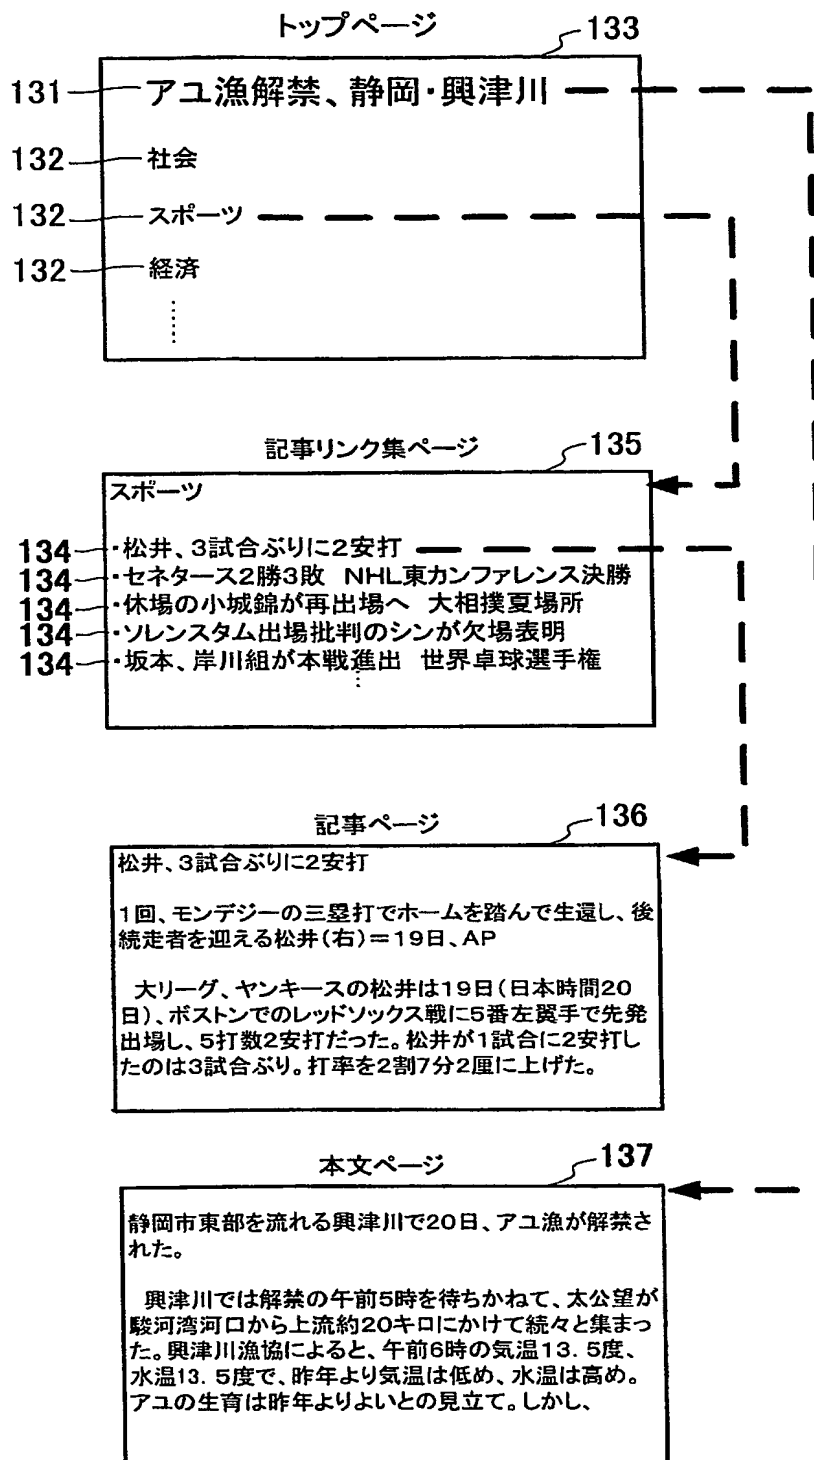 トップページ
133
131 アユ漁解禁、静岡・興津川
132 社会
132 スポーツ
132 経済
記事リンク集ページ
135
スポーツ
134 ・松井、3試合ぶりに2安打
134 ・セネタース2勝3敗 NHL東カンファレンス決勝
134 ・休場の小城錦が再出場へ 大相撲夏場所
134 ・ソレンスタム出場批判のシンが欠場表明
134 ・坂本、岸川組が本戦進出 世界卓球選手権
記事ページ
136
松井、3試合ぶりに2安打
1回、モンデジーの三塁打でホームを踏んで生還し、後
続走者を迎える松井(右)=19日、AP
大リーグ、ヤンキースの松井は19日(日本時間20
日)、ボストンでのレッドソックス戦に5番左翼手で先発
出場し、5打数2安打だった。松井が1試合に2安打し
たのは3試合ぶり。打率を2割7分2厘に上げた。
本文ページ
137
静岡市東部を流れる興津川で20日、アユ漁が解禁さ
れた。
興津川では解禁の午前5時を待ちかねて、太公望が
駿河湾河口から上流約20キロにかけて続々と集まっ
た。興津川漁協によると、午前6時の気温13. 5度、
水温13. 5度で、昨年より気温は低め、水温は高め。
アユの生育は昨年よりよいとの見立て。しかし、